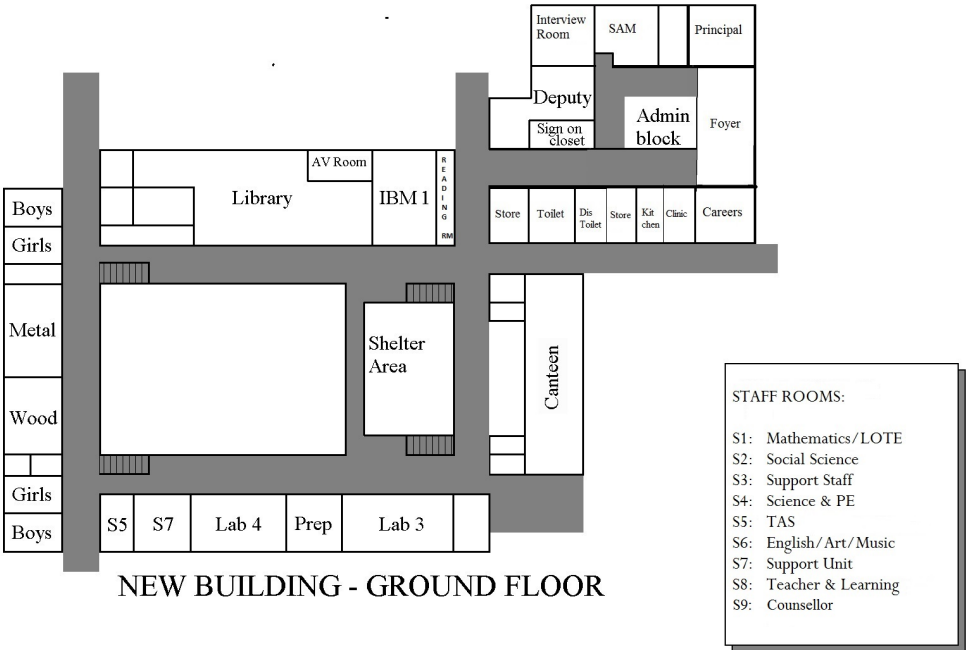 Interview
Room
SAM
Principal
Deputy
Sign on
closet
Admin
block
Foyer
AV Room
Library
IBM 1
READING RM
Boys
Girls
Store
Toilet
Dis
Toilet
Store
Kit
chen
Clinic
Careers
Metal
Shelter
Area
Canteen
Wood
Girls
Boys
S5
S7
Lab 4
Prep
Lab 3
NEW BUILDING - GROUND FLOOR
STAFF ROOMS:
S1: Mathematics/LOTE
S2: Social Science
S3: Support Staff
S4: Science & PE
S5: TAS
S6: English/Art/Music
S7: Support Unit
S8: Teacher & Learning
S9: Counsellor